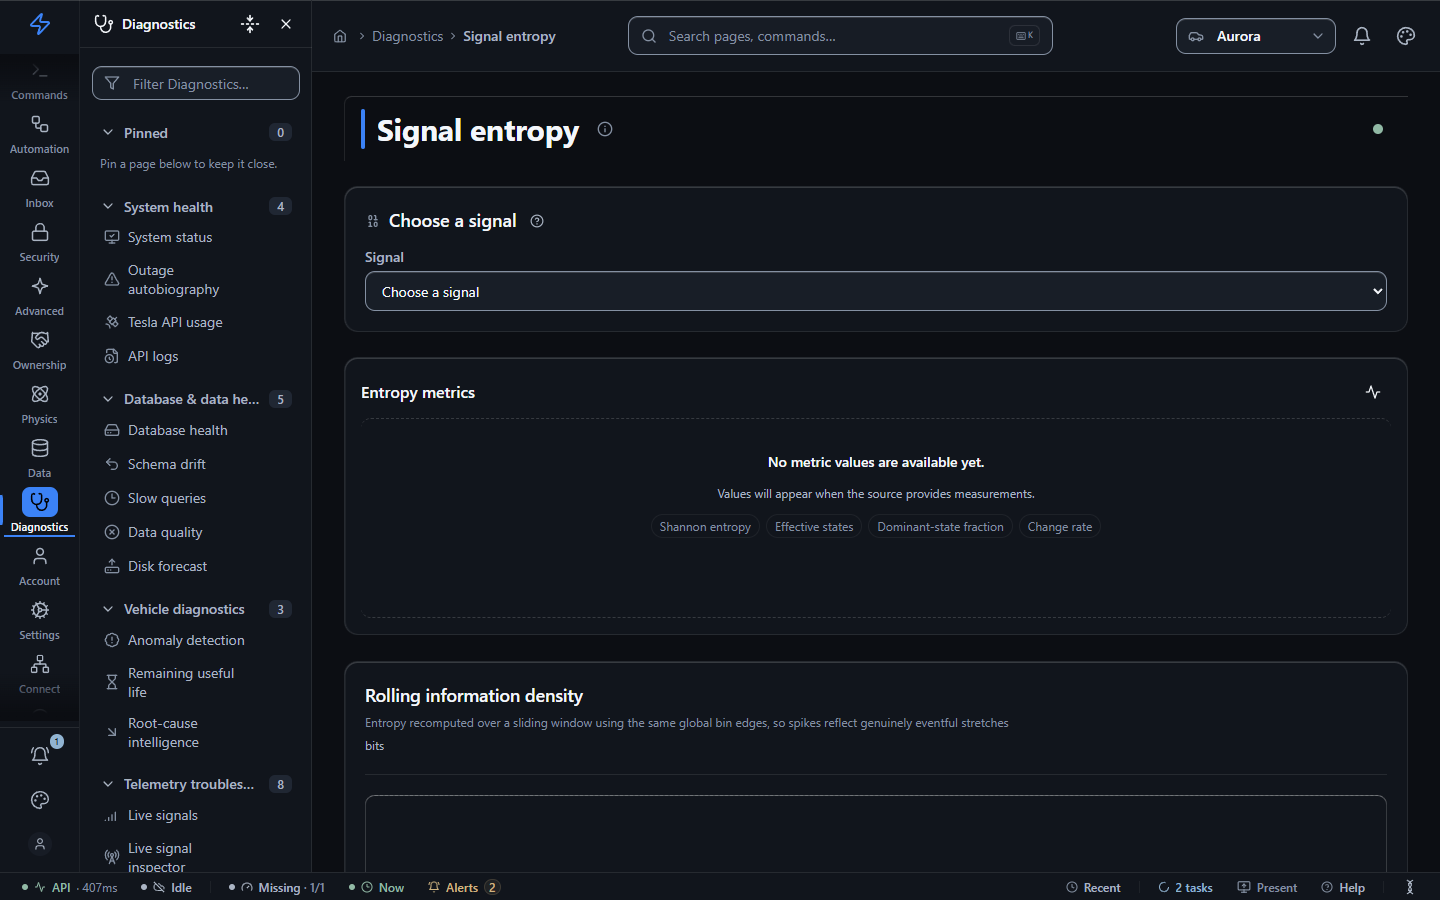 Diagnostics
Diagnostics
Signal entropy
Search pages, commands...
K
Aurora
Commands
Automation
Inbox
Security
Advanced
Ownership
Physics
Data
Diagnostics
Account
Settings
Connect
1
Filter Diagnostics...
Pinned
0
Pin a page below to keep it close.
System health
4
System status
Outage
autobiography
Tesla API usage
API logs
Database & data he...
5
Database health
Schema drift
Slow queries
Data quality
Disk forecast
Vehicle diagnostics
3
Anomaly detection
Remaining useful
life
Root-cause
intelligence
Telemetry troubles...
8
Live signals
Live signal
inspector
Signal entropy
Choose a signal
Signal
Choose a signal
Entropy metrics
No metric values are available yet.
Values will appear when the source provides measurements.
Shannon entropy
Effective states
Dominant-state fraction
Change rate
Rolling information density
Entropy recomputed over a sliding window using the same global bin edges, so spikes reflect genuinely eventful stretches
bits
API · 407ms
Idle
Missing · 1/1
Now
Alerts 2
Recent
2 tasks
Present
Help